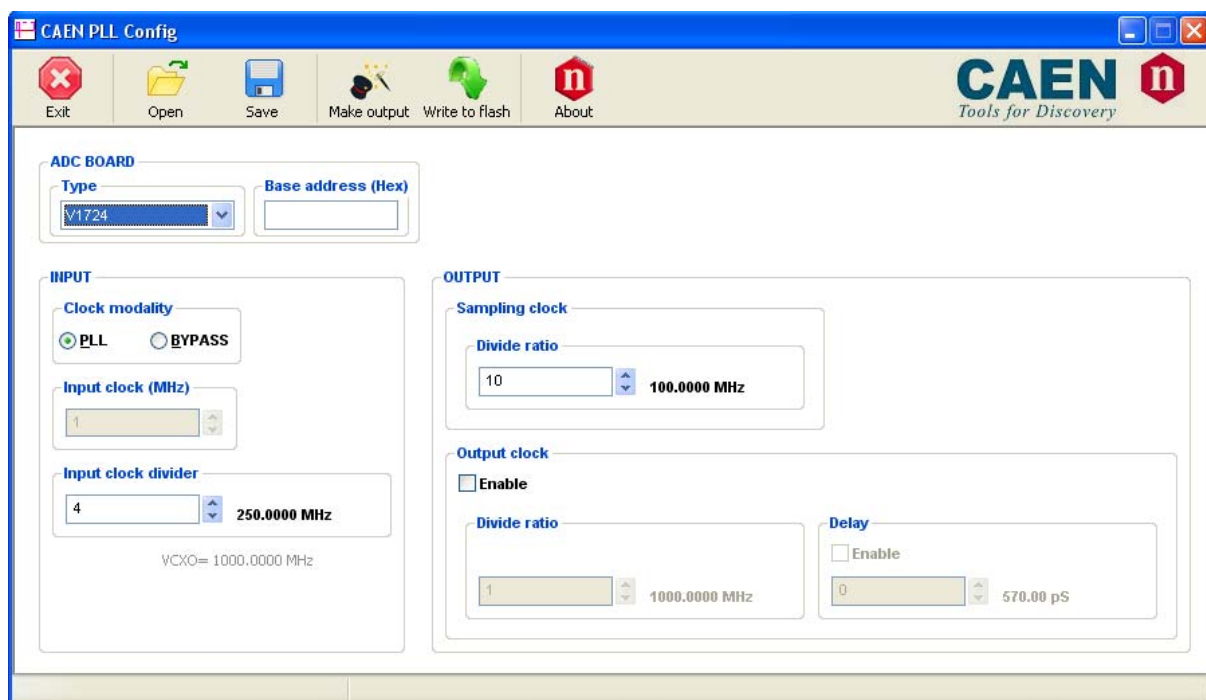 CAEN PLL Config
Exit Open Save Make output Write to flash n About CAEN n
Tools for Discovery
ADC BOARD
Type Base address (Hex)
V1724
INPUT
Clock modality
PLL BYPASS
Input clock (MHz)
1
Input clock divider
4 250.0000 MHz
VCXO= 1000.0000 MHz
OUTPUT
Sampling clock
Divide ratio
10 100.0000 MHz
Output clock
Enable
Divide ratio
1 1000.0000 MHz
Delay
Enable
0 570.00 pS